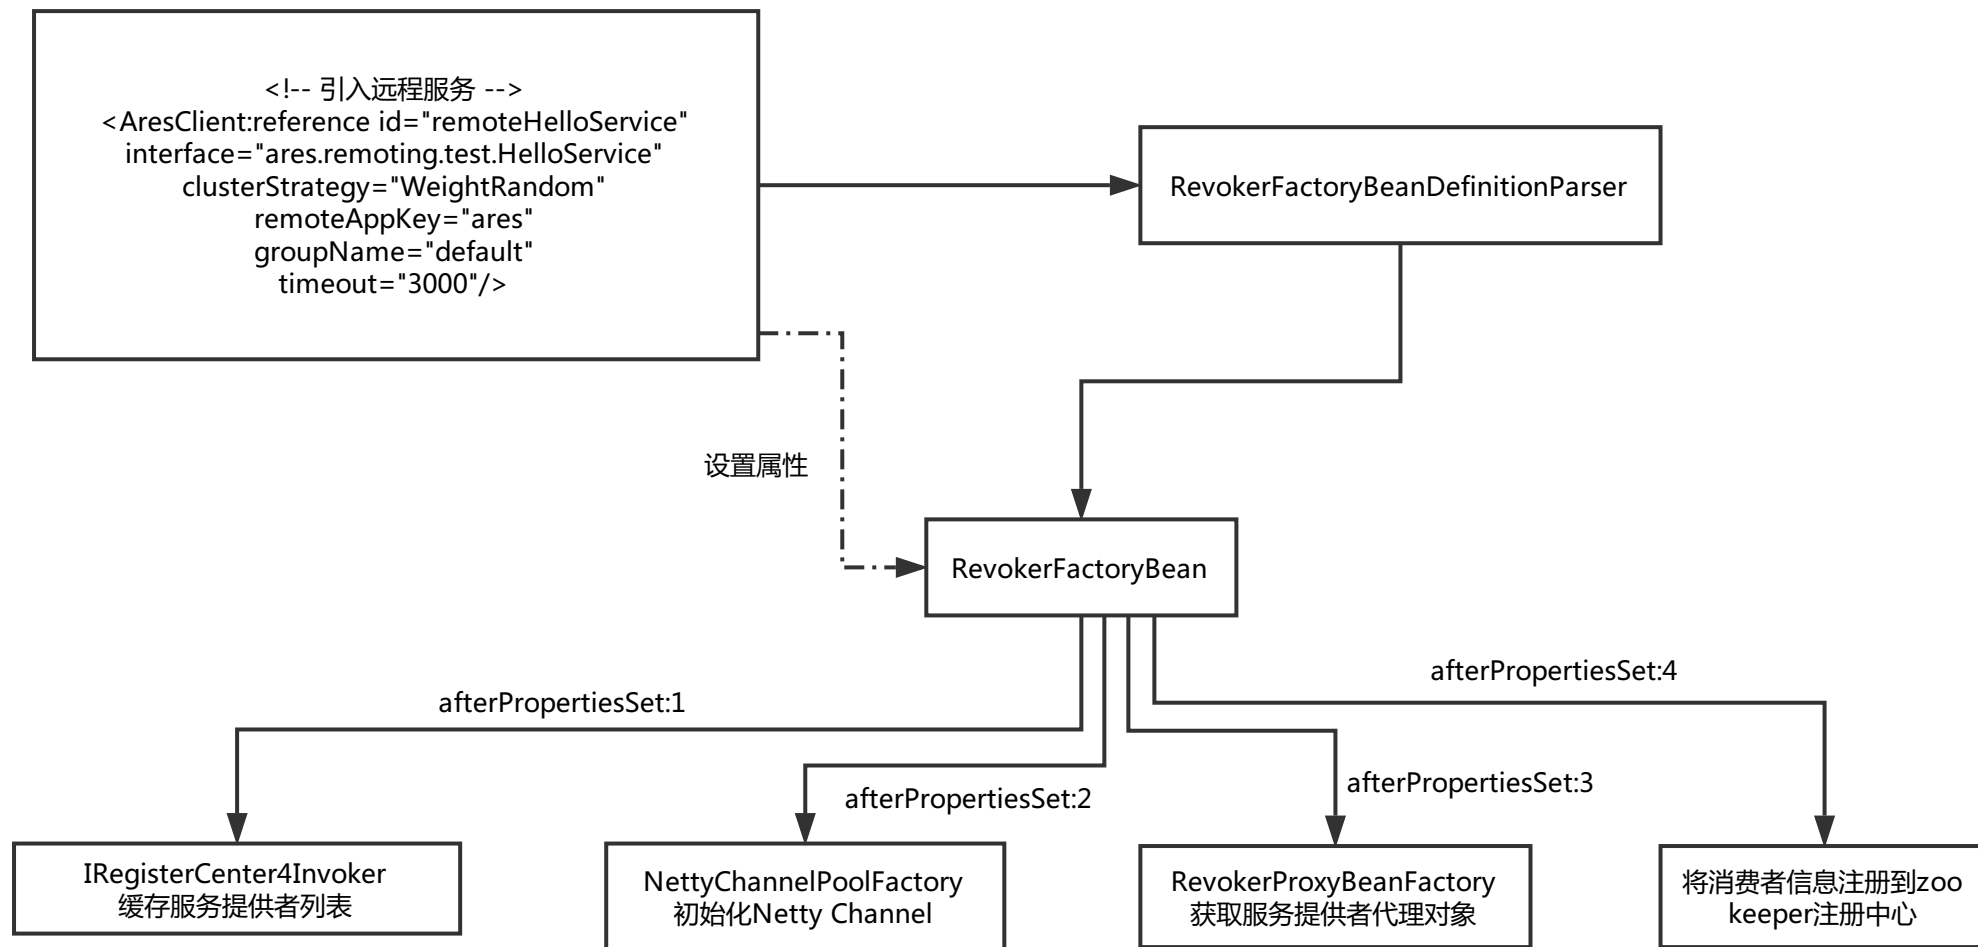 <!-- 引入远程服务 -->
<AresClient:reference id="remoteHelloService"
interface="ares.remoting.test.HelloService"
clusterStrategy="WeightRandom"
remoteAppKey="ares"
groupName="default"
timeout="3000"/>
RevokerFactoryBeanDefinitionParser
设置属性
RevokerFactoryBean
afterPropertiesSet:1
afterPropertiesSet:2
afterPropertiesSet:3
afterPropertiesSet:4
IRegisterCenter4Invoker
缓存服务提供者列表
NettyChannelPoolFactory
初始化Netty Channel
RevokerProxyBeanFactory
获取服务提供者代理对象
将消费者信息注册到zoo
keeper注册中心